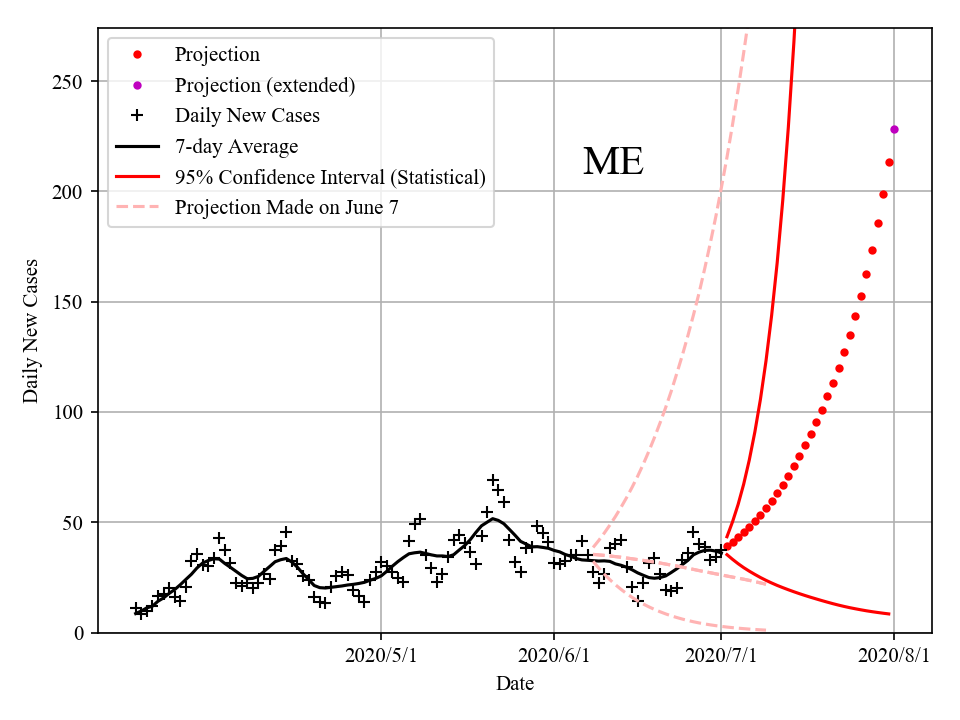 Projection
Projection (extended)
Daily New Cases
7-day Average
95% Confidence Interval (Statistical)
Projection Made on June 7
ME
250
200
150
100
50
0
Daily New Cases
2020/5/1
2020/6/1
2020/7/1
2020/8/1
Date